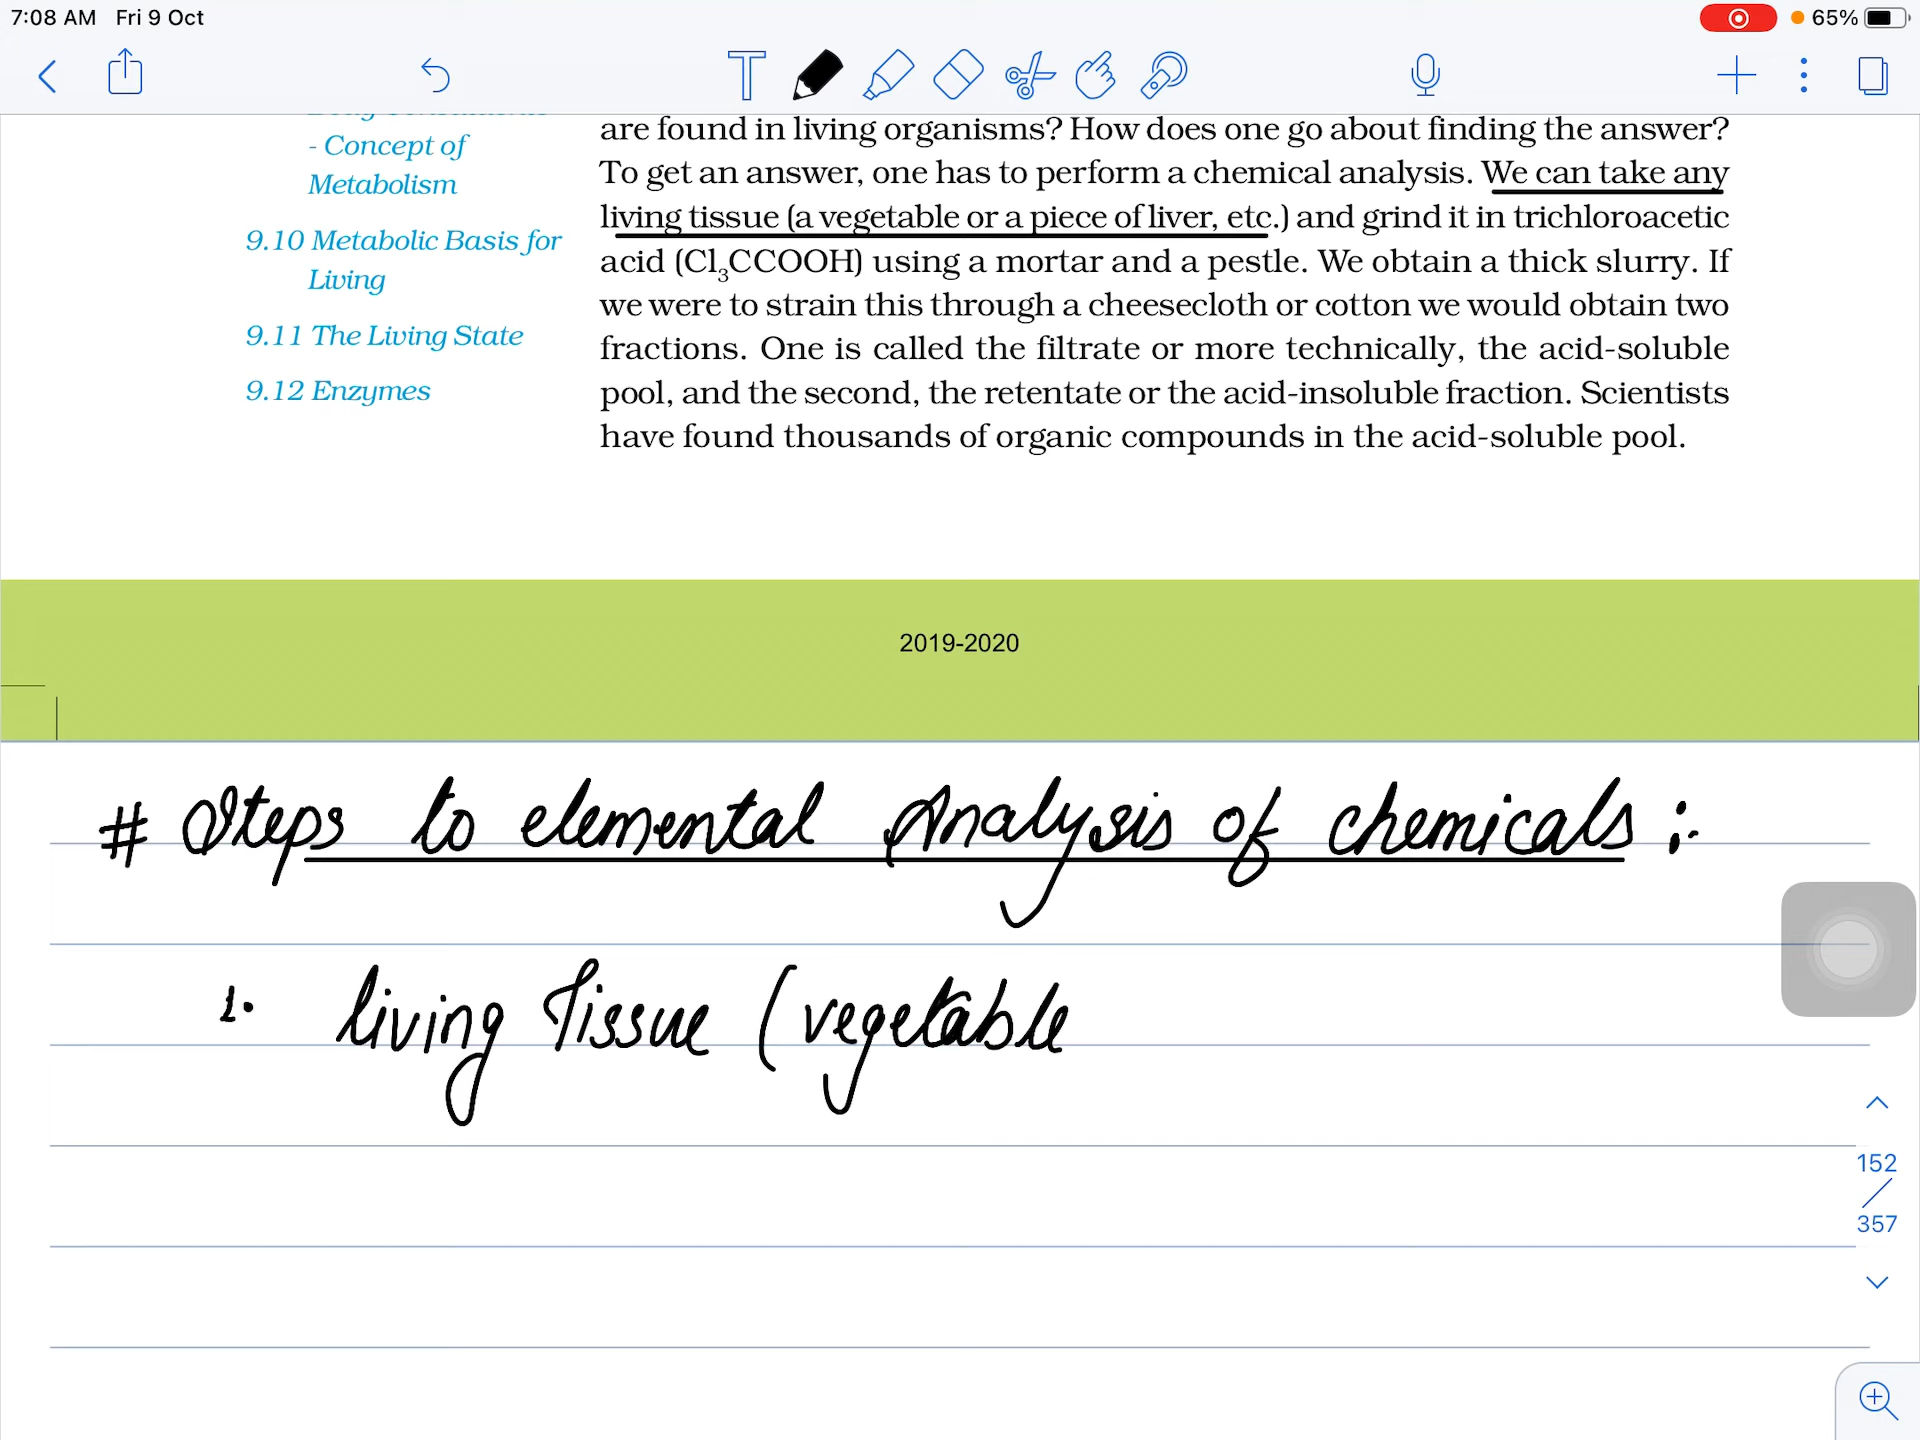 7:08 AM Fri 9 Oct
65%
T
- Concept of
Metabolism
9.10 Metabolic Basis for
Living
9.11 The Living State
9.12 Enzymes
are found in living organisms? How does one go about finding the answer?
To get an answer, one has to perform a chemical analysis. We can take any
living tissue (a vegetable or a piece of liver, etc.) and grind it in trichloroacetic
acid (Cl₃CCOOH) using a mortar and a pestle. We obtain a thick slurry. If
we were to strain this through a cheesecloth or cotton we would obtain two
fractions. One is called the filtrate or more technically, the acid-soluble
pool, and the second, the retentate or the acid-insoluble fraction. Scientists
have found thousands of organic compounds in the acid-soluble pool.
2019-2020
# Steps to elemental Analysis of chemicals :-
1. living Tissue (vegetable
152
/
357